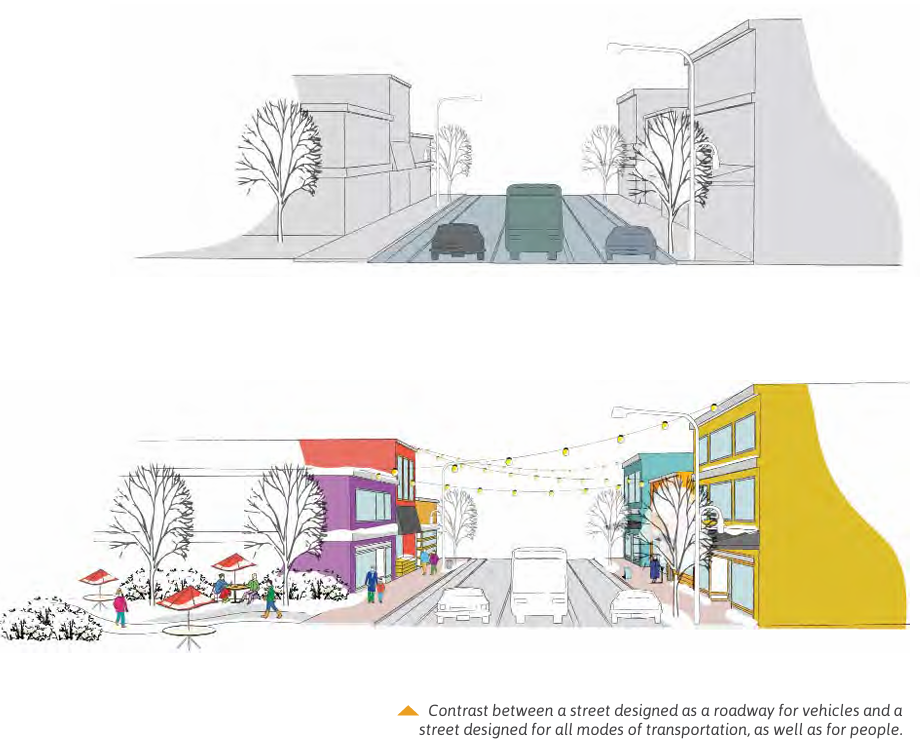 Contrast between a street designed as a roadway for vehicles and a
street designed for all modes of transportation, as well as for people.